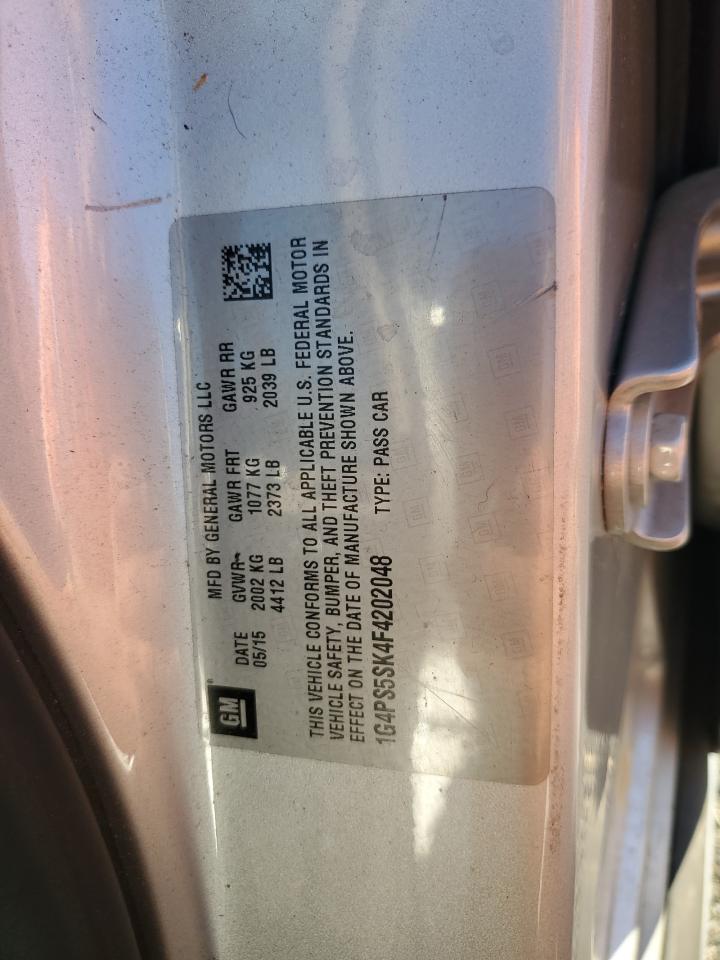 GM
MFD BY GENERAL MOTORS LLC
DATE GVWR GAWR FRT GAWR RR
05/15 2002 KG 1077 KG 925 KG
4412 LB 2373 LB 2039 LB
THIS VEHICLE CONFORMS TO ALL APPLICABLE U.S. FEDERAL MOTOR
VEHICLE SAFETY, BUMPER, AND THEFT PREVENTION STANDARDS IN
EFFECT ON THE DATE OF MANUFACTURE SHOWN ABOVE.
1G4PS5SK4F4202048 TYPE: PASS CAR